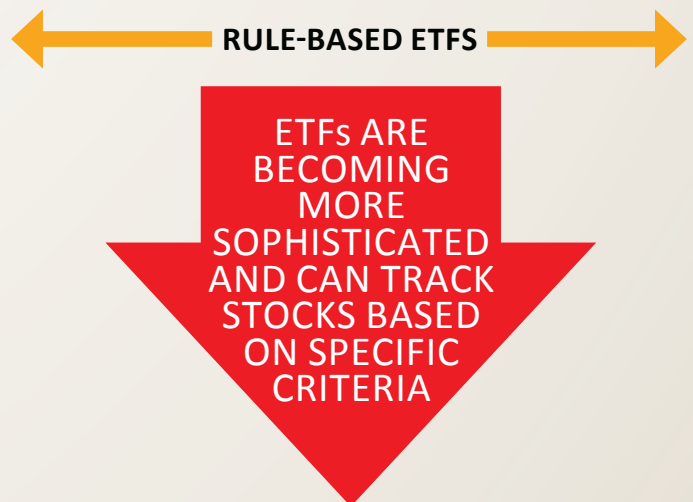 RULE-BASED ETFS
ETFs ARE
BECOMING
MORE
SOPHISTICATED
AND CAN TRACK
STOCKS BASED
ON SPECIFIC
CRITERIA